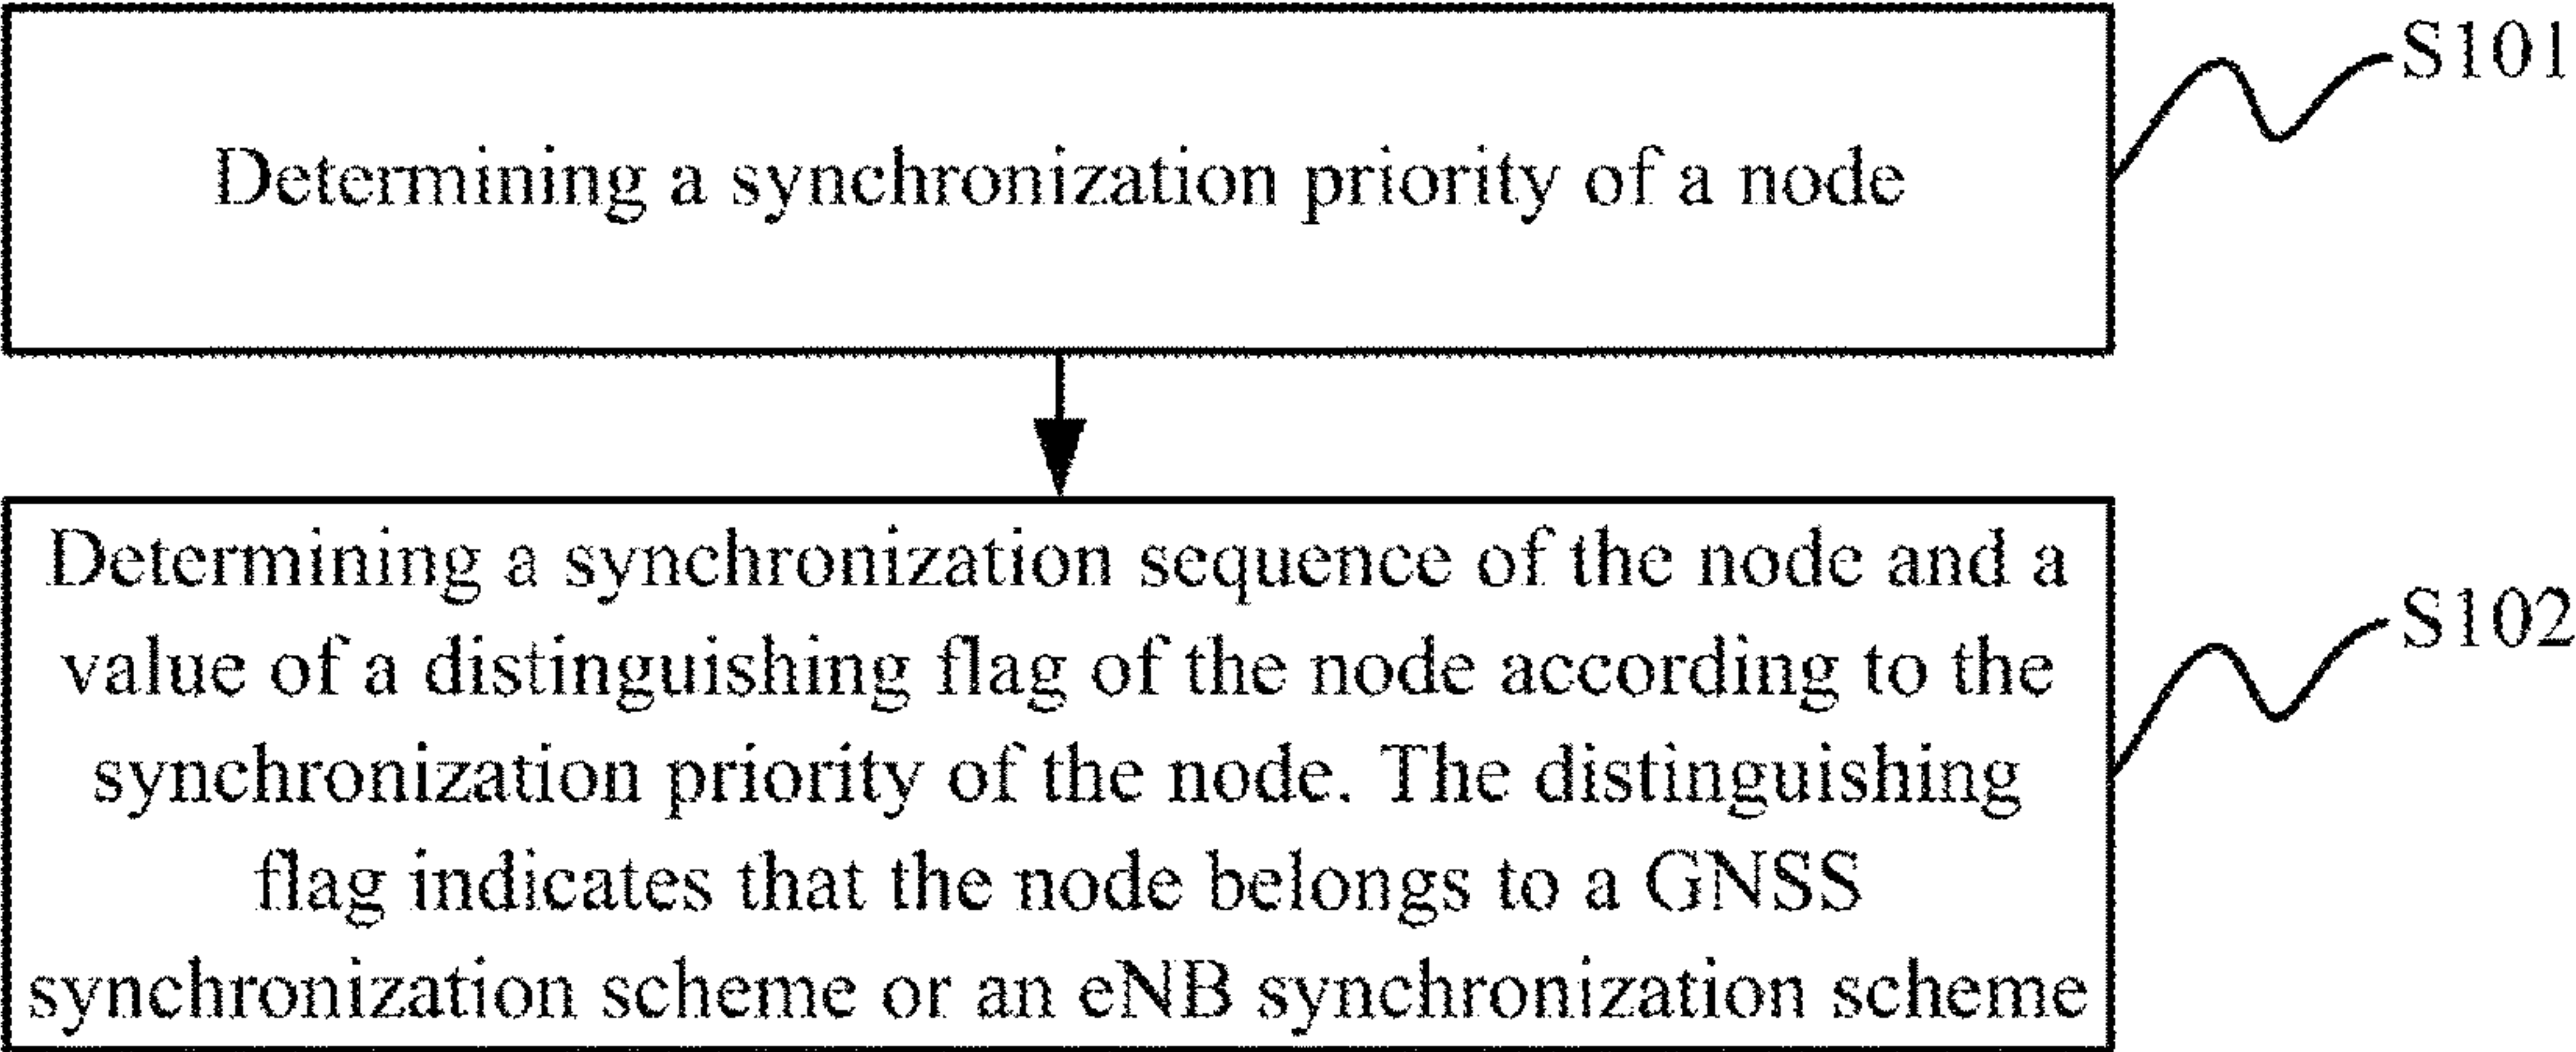 Determining a synchronization priority of a node
S101
Determining a synchronization sequence of the node and a
value of a distinguishing flag of the node according to the
synchronization priority of the node. The distinguishing
flag indicates that the node belongs to a GNSS
synchronization scheme or an eNB synchronization scheme
S102